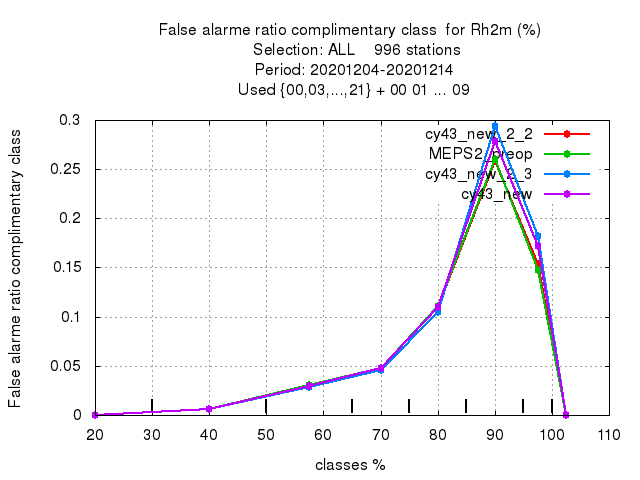 False alarme ratio complimentary class for Rh2m (%)
Selection: ALL 996 stations
Period: 20201204-20201214
Used {00,03,...,21} + 00 01 ... 09
False alarme ratio complimentary class
0.3
0.25
0.2
0.15
0.1
0.05
0
cy43_new_2_2
MEPS2_preop
cy43_new_2_3
cy43_new
20 30 40 50 60 70 80 90 100 110
classes %